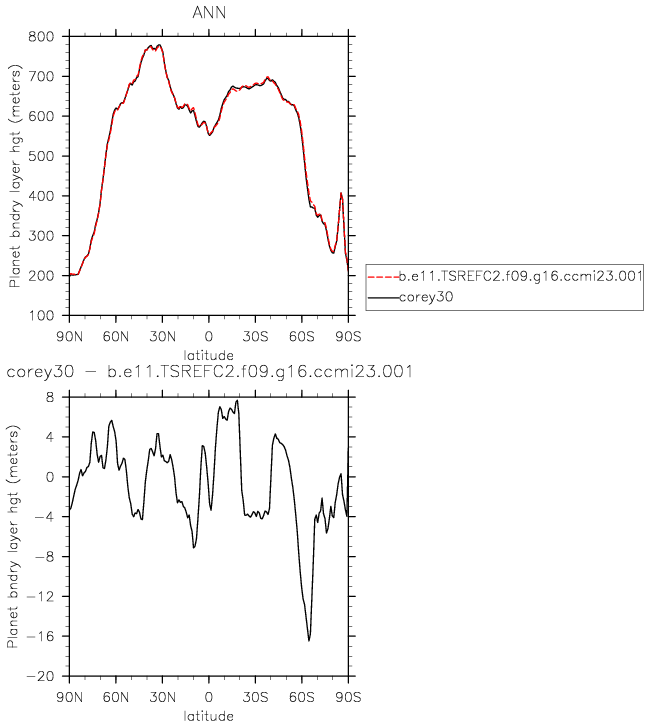 ANN
800
700
600
500
400
300
200
100
Planet bndry layer hgt (meters)
90N 60N 30N 0 30S 60S 90S
latitude
b.e11.TSREFC2.f09.g16.ccmi23.001
corey30
corey30 − b.e11.TSREFC2.f09.g16.ccmi23.001
8
4
0
−4
−8
−12
−16
−20
Planet bndry layer hgt (meters)
90N 60N 30N 0 30S 60S 90S
latitude